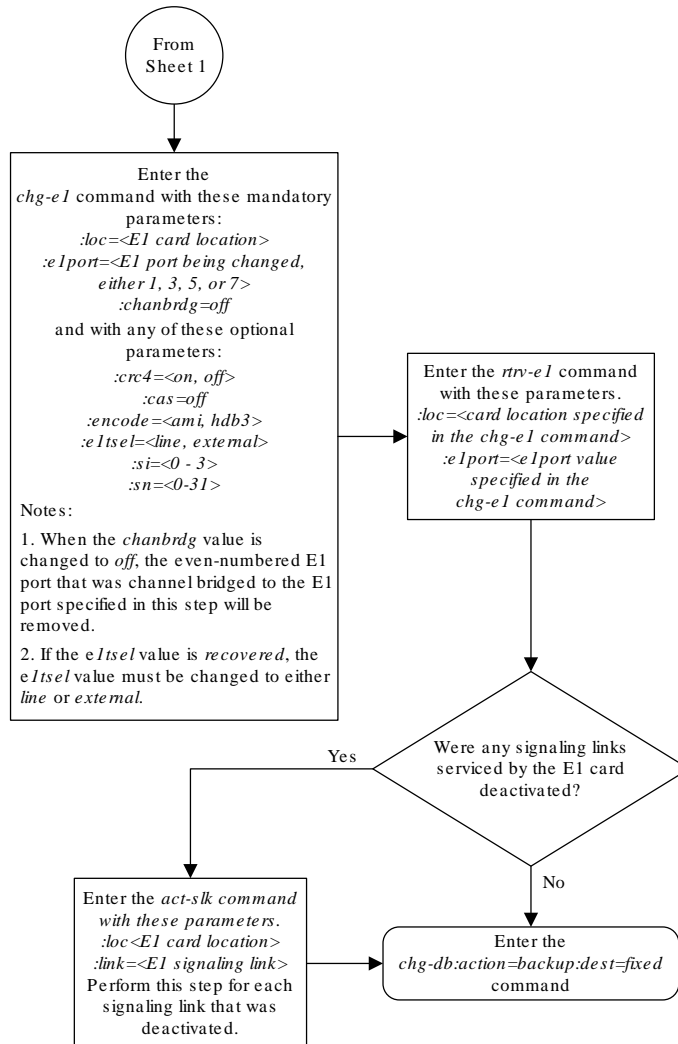 From
Sheet 1
Enter the
chg-e1 command with these mandatory
parameters:
:loc=<E1 card location>
:e1port=<E1 port being changed,
either 1, 3, 5, or 7>
:chanbrdg=off
and with any of these optional
parameters:
:crc4=<on, off>
:cas=off
:encode=<ami, hdb3>
:e1tsel=<line, external>
:si=<0 - 3>
:sn=<0-31>
Notes:
1. When the chanbrdg value is
changed to off, the even-numbered E1
port that was channel bridged to the E1
port specified in this step will be
removed.
2. If the e1tsel value is recovered, the
e1tsel value must be changed to either
line or external.
Enter the rtrv-e1 command
with these parameters.
:loc=<card location specified
in the chg-e1 command>
:e1port=<e1port value
specified in the
chg-e1 command>
Were any signaling links
serviced by the E1 card
deactivated?
Yes
No
Enter the act-slk command
with these parameters.
:loc<E1 card location>
:link=<E1 signaling link>
Perform this step for each
signaling link that was
deactivated.
Enter the
chg-db:action=backup:dest=fixed
command